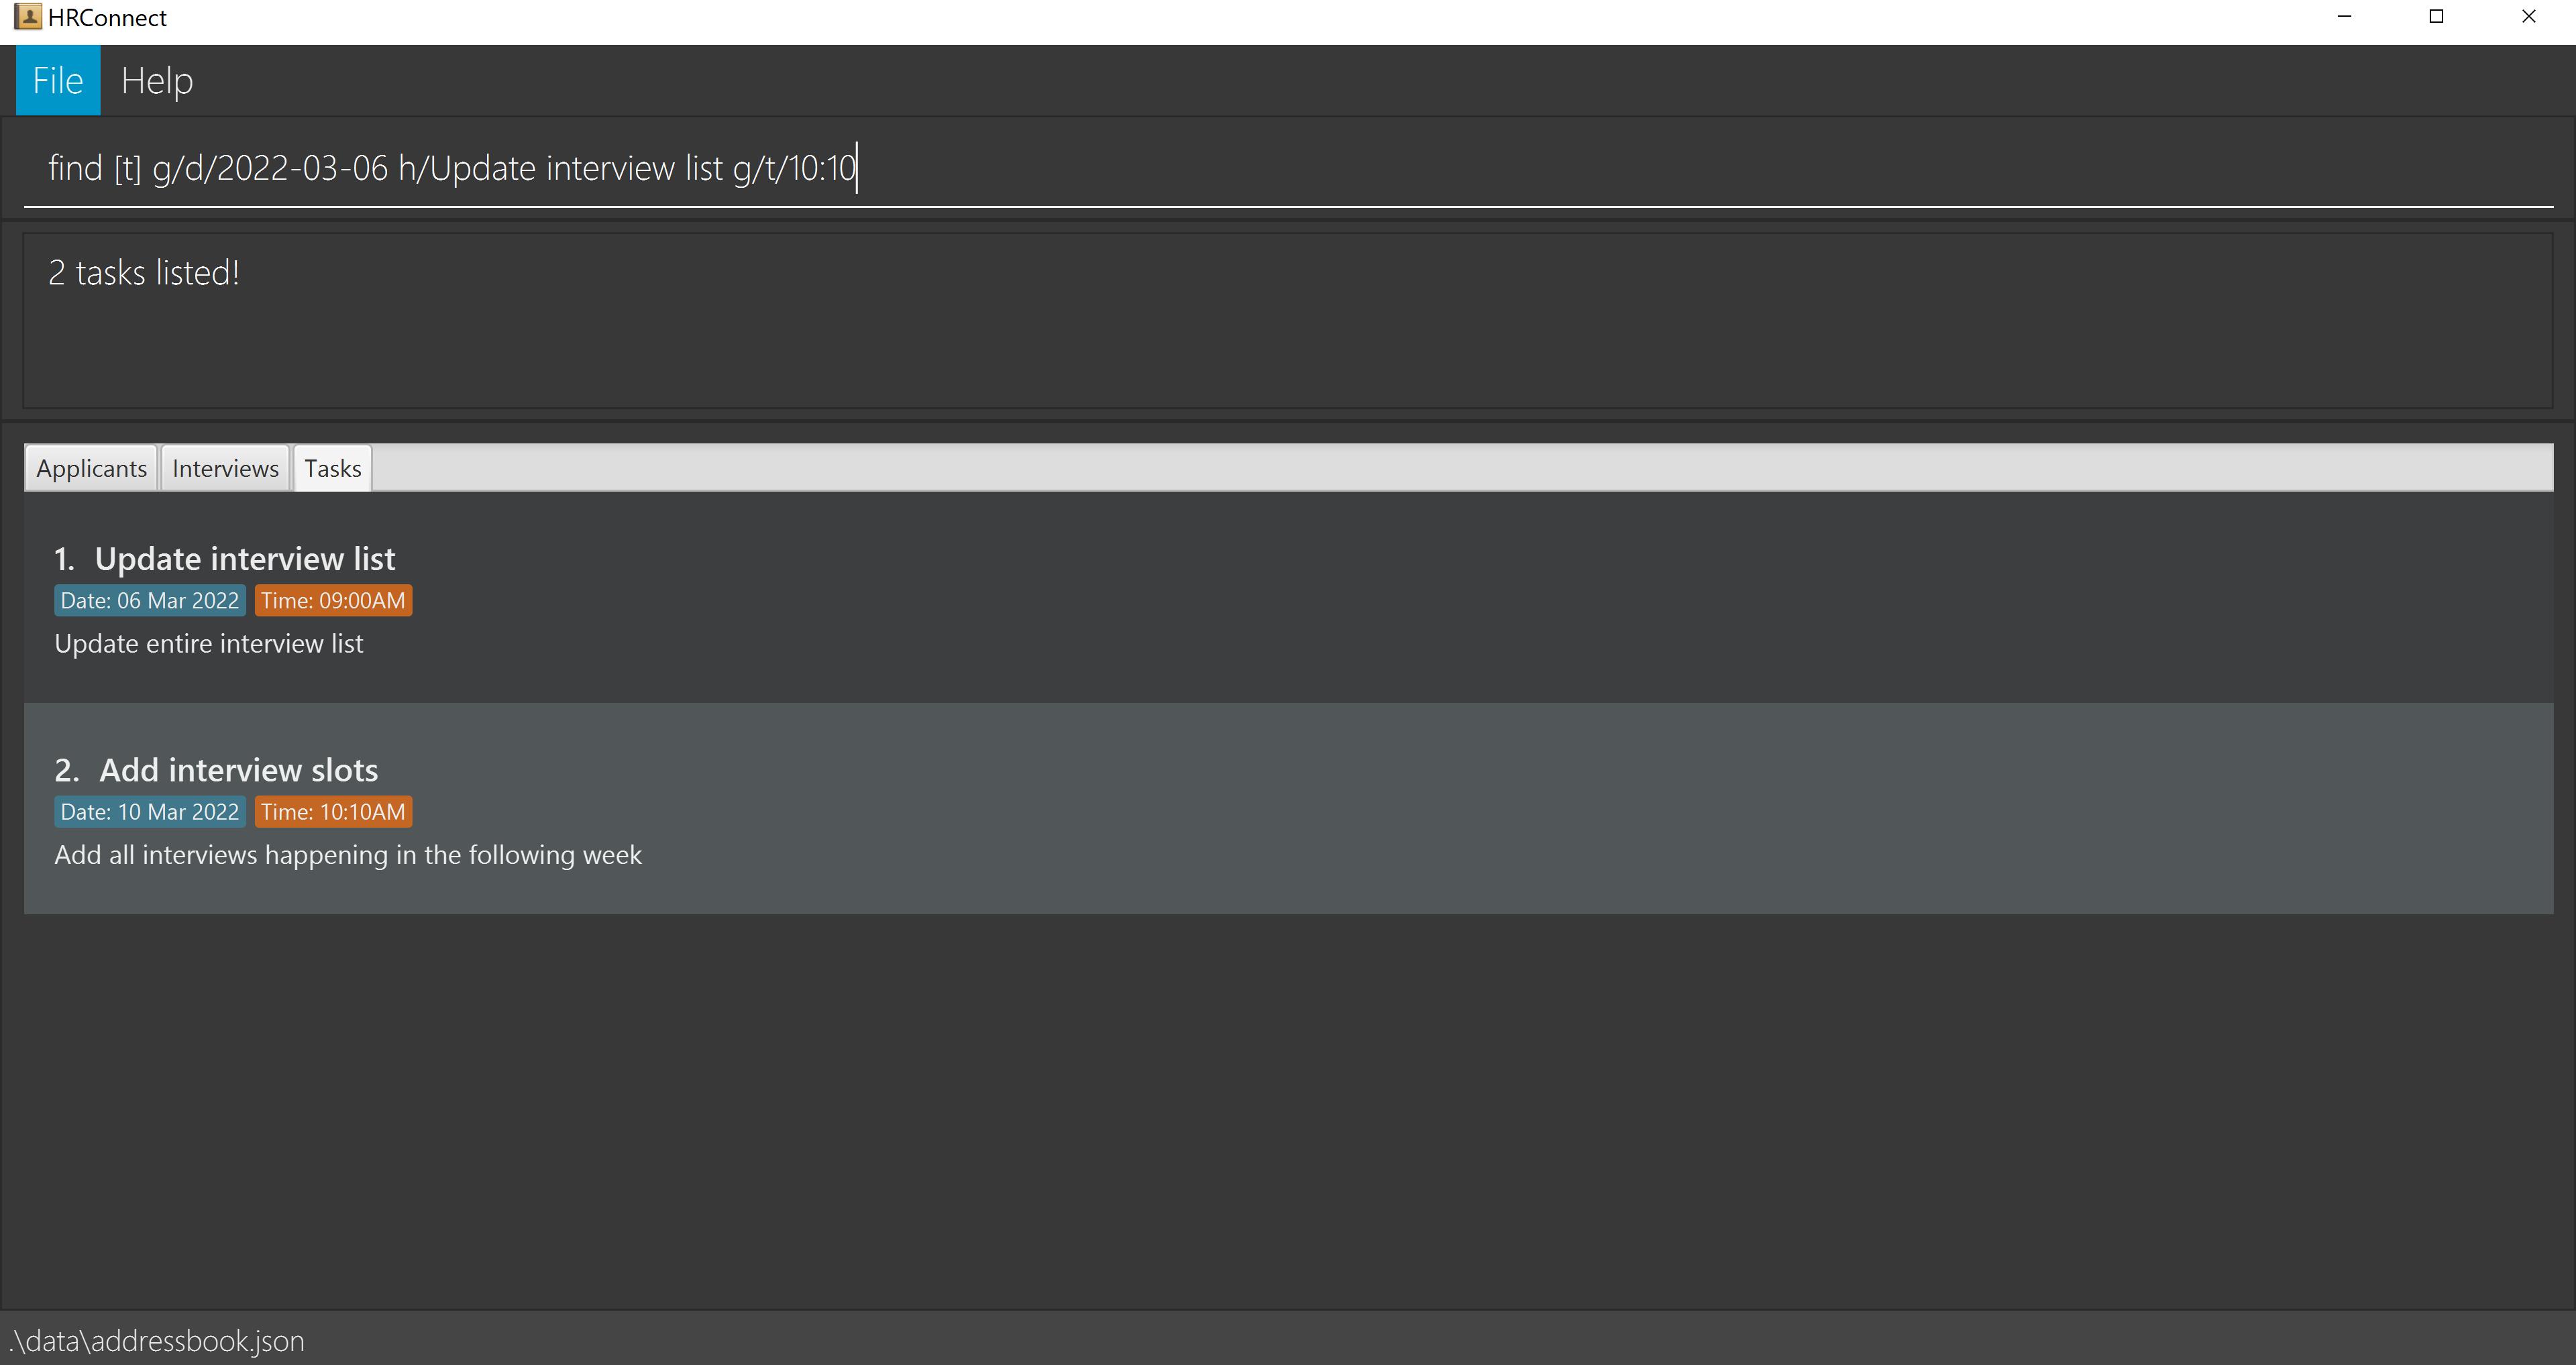 HRConnect
File Help
find [t] g/d/2022-03-06 h/Update interview list g/t/10:10
2 tasks listed!
Applicants Interviews Tasks
1. Update interview list
Date: 06 Mar 2022 Time: 09:00AM
Update entire interview list
2. Add interview slots
Date: 10 Mar 2022 Time: 10:10AM
Add all interviews happening in the following week
.\data\addressbook.json